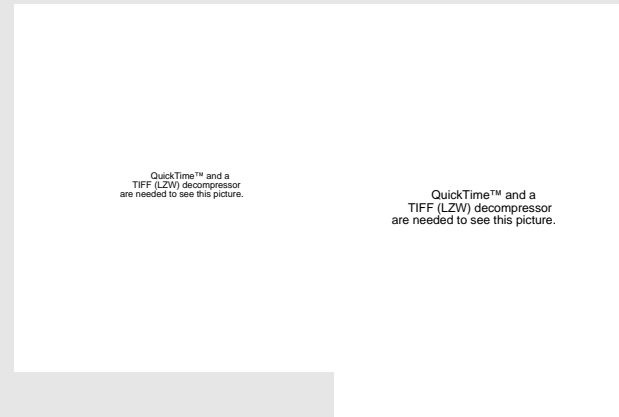 QuickTime™ and a
TIFF (LZW) decompressor
are needed to see this picture.
QuickTime™ and a
TIFF (LZW) decompressor
are needed to see this picture.